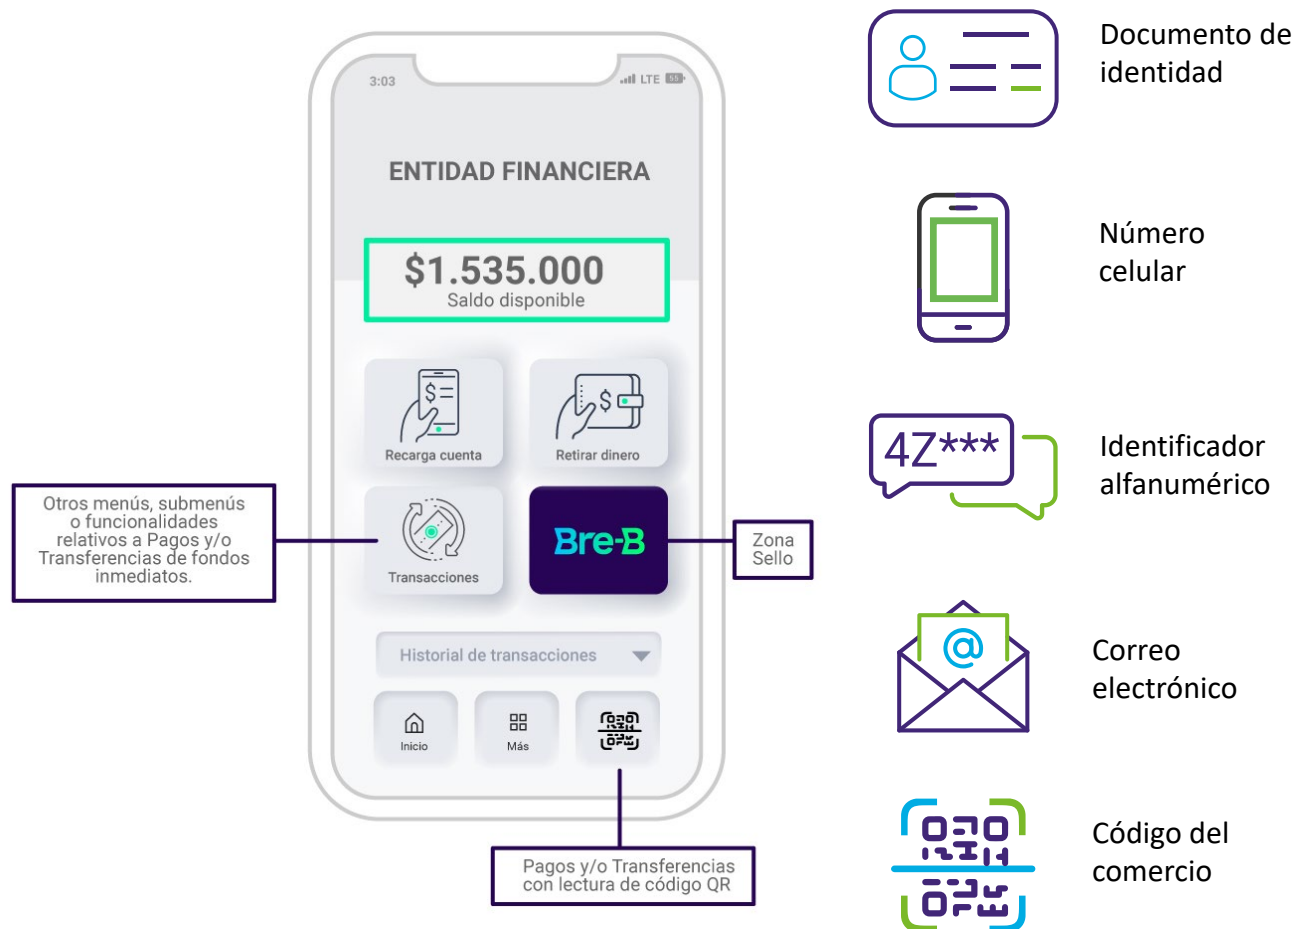 3:03
LTE
55
ENTIDAD FINANCIERA
$1.535.000
Saldo disponible
$
Recarga cuenta
$
Retirar dinero
Transacciones
Bre-B
Otros menús, submenús
o funcionalidades
relativos a Pagos y/o
Transferencias de fondos
inmediatos.
Zona
Sello
Historial de transacciones
Inicio
Más
Pagos y/o Transferencias
con lectura de código QR
Documento de
identidad
Número
celular
4Z***
Identificador
alfanumérico
@
Correo
electrónico
Código del
comercio